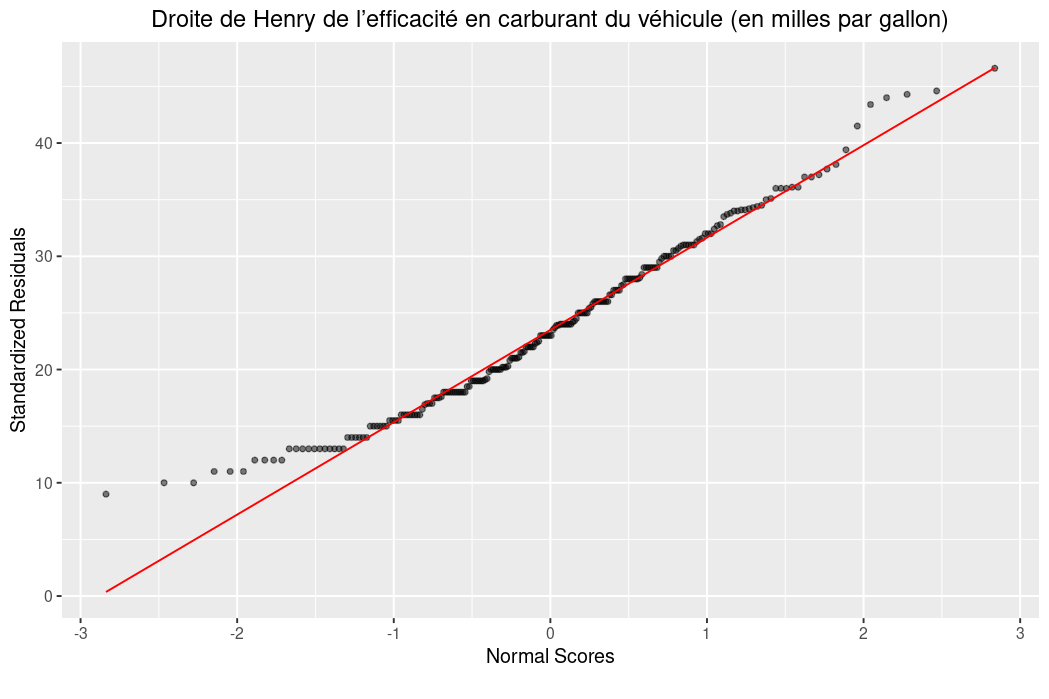 Droite de Henry de l’efficacité en carburant du véhicule (en milles par gallon)
Standardized Residuals
40
30
20
10
0
-3 -2 -1 0 1 2 3
Normal Scores